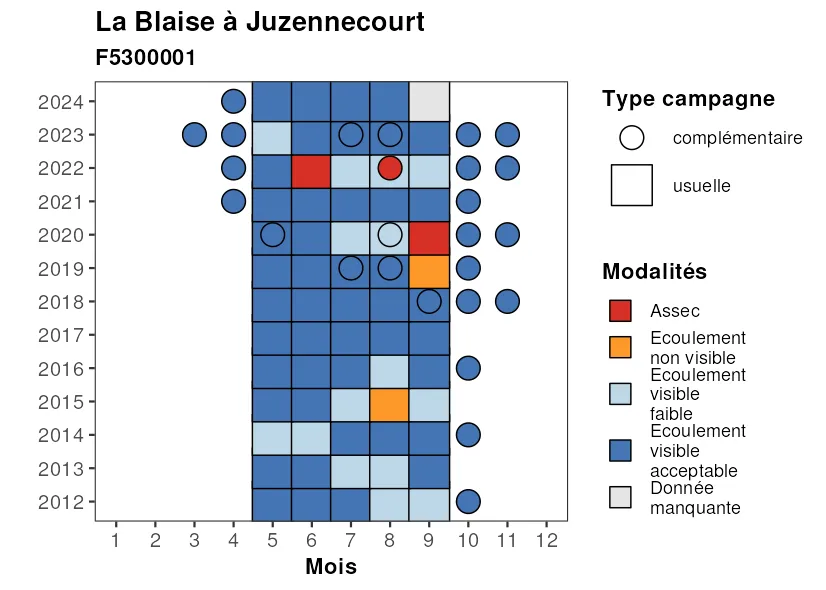 La Blaise à Juzennecourt
F5300001
2024
2023
2022
2021
2020
2019
2018
2017
2016
2015
2014
2013
2012
1 2 3 4 5 6 7 8 9 10 11 12
Mois
Type campagne
complémentaire
usuelle
Modalités
Assec
Ecoulement
non visible
Ecoulement
visible
faible
Ecoulement
visible
acceptable
Donnée
manquante